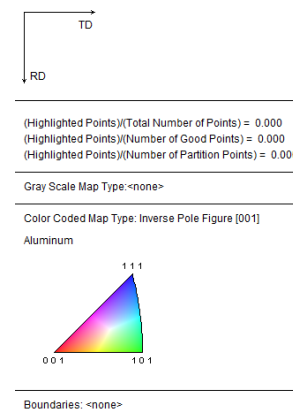 TD
RD
(Highlighted Points)/(Total Number of Points) = 0.000
(Highlighted Points)/(Number of Good Points) = 0.000
(Highlighted Points)/(Number of Partition Points) = 0.00
Gray Scale Map Type:<none>
Color Coded Map Type: Inverse Pole Figure [001]
Aluminum
1 1 1
0 0 1 1 0 1
Boundaries: <none>